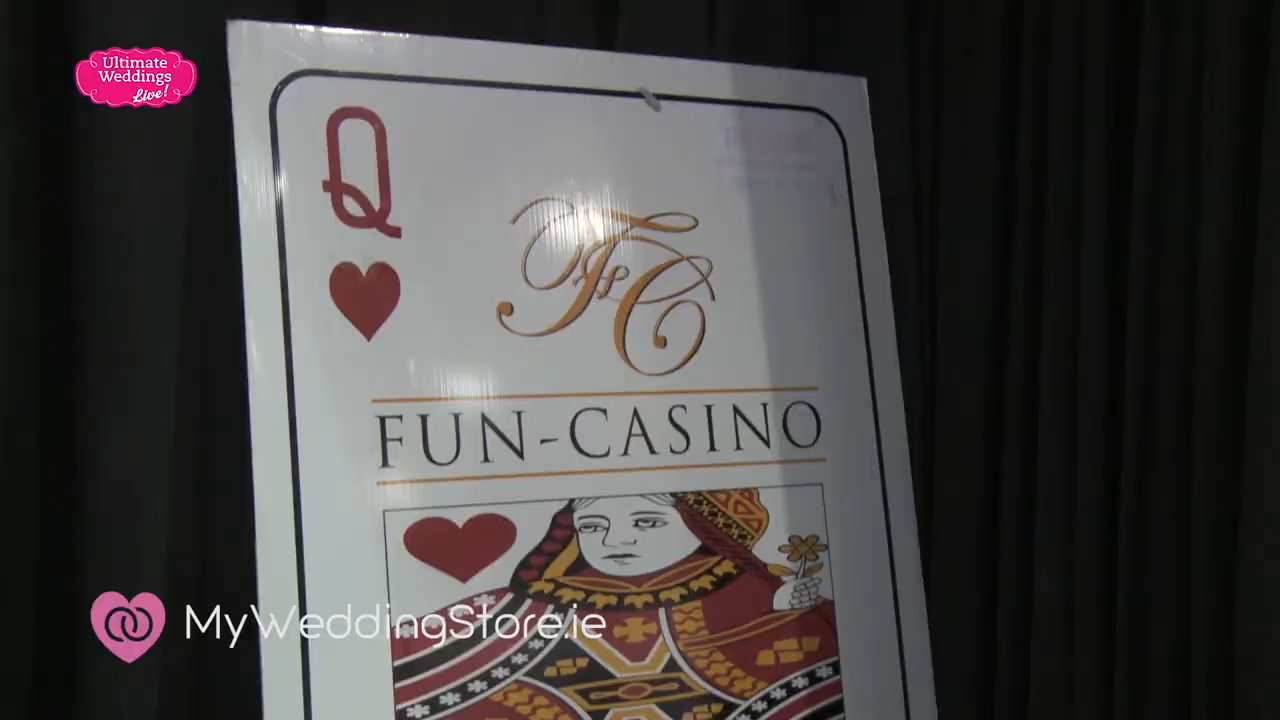 Ultimate
Weddings
Live!
Q
FC
FUN-CASINO
MyWeddingStore.ie